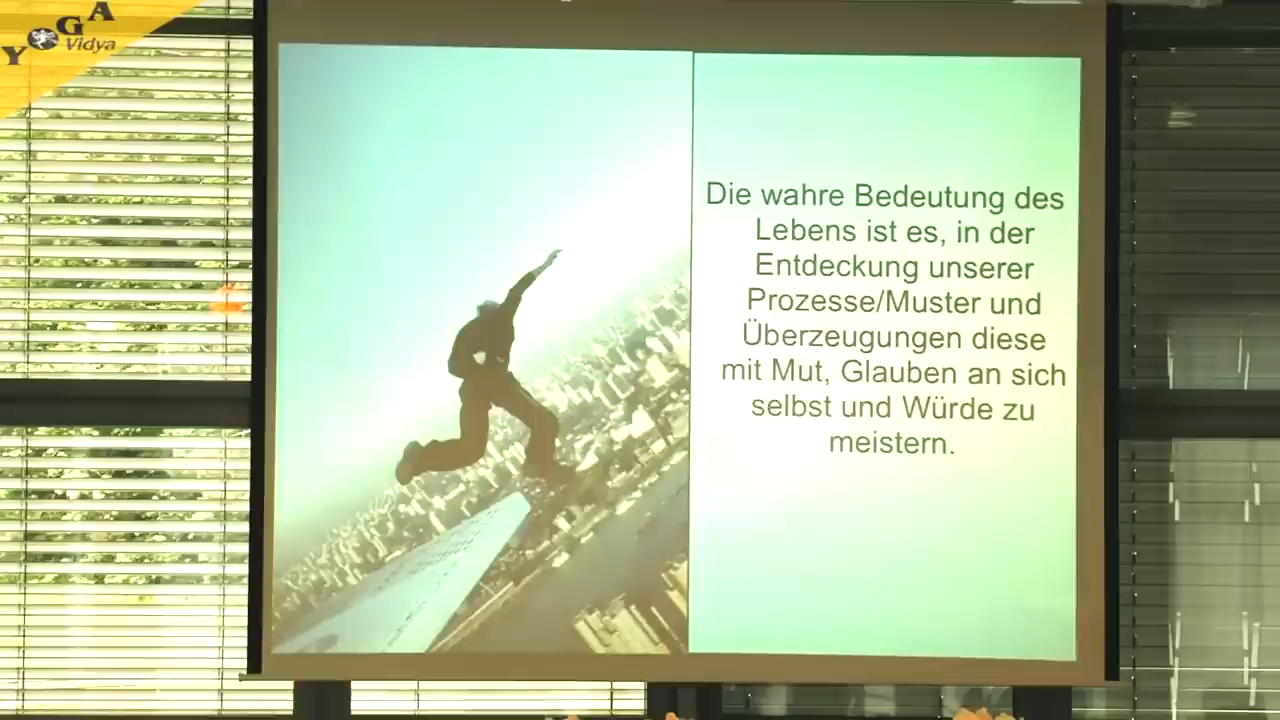 YOGA
Vidya
Die wahre Bedeutung des
Lebens ist es, in der
Entdeckung unserer
Prozesse/Muster und
Überzeugungen diese
mit Mut, Glauben an sich
selbst und Würde zu
meistern.